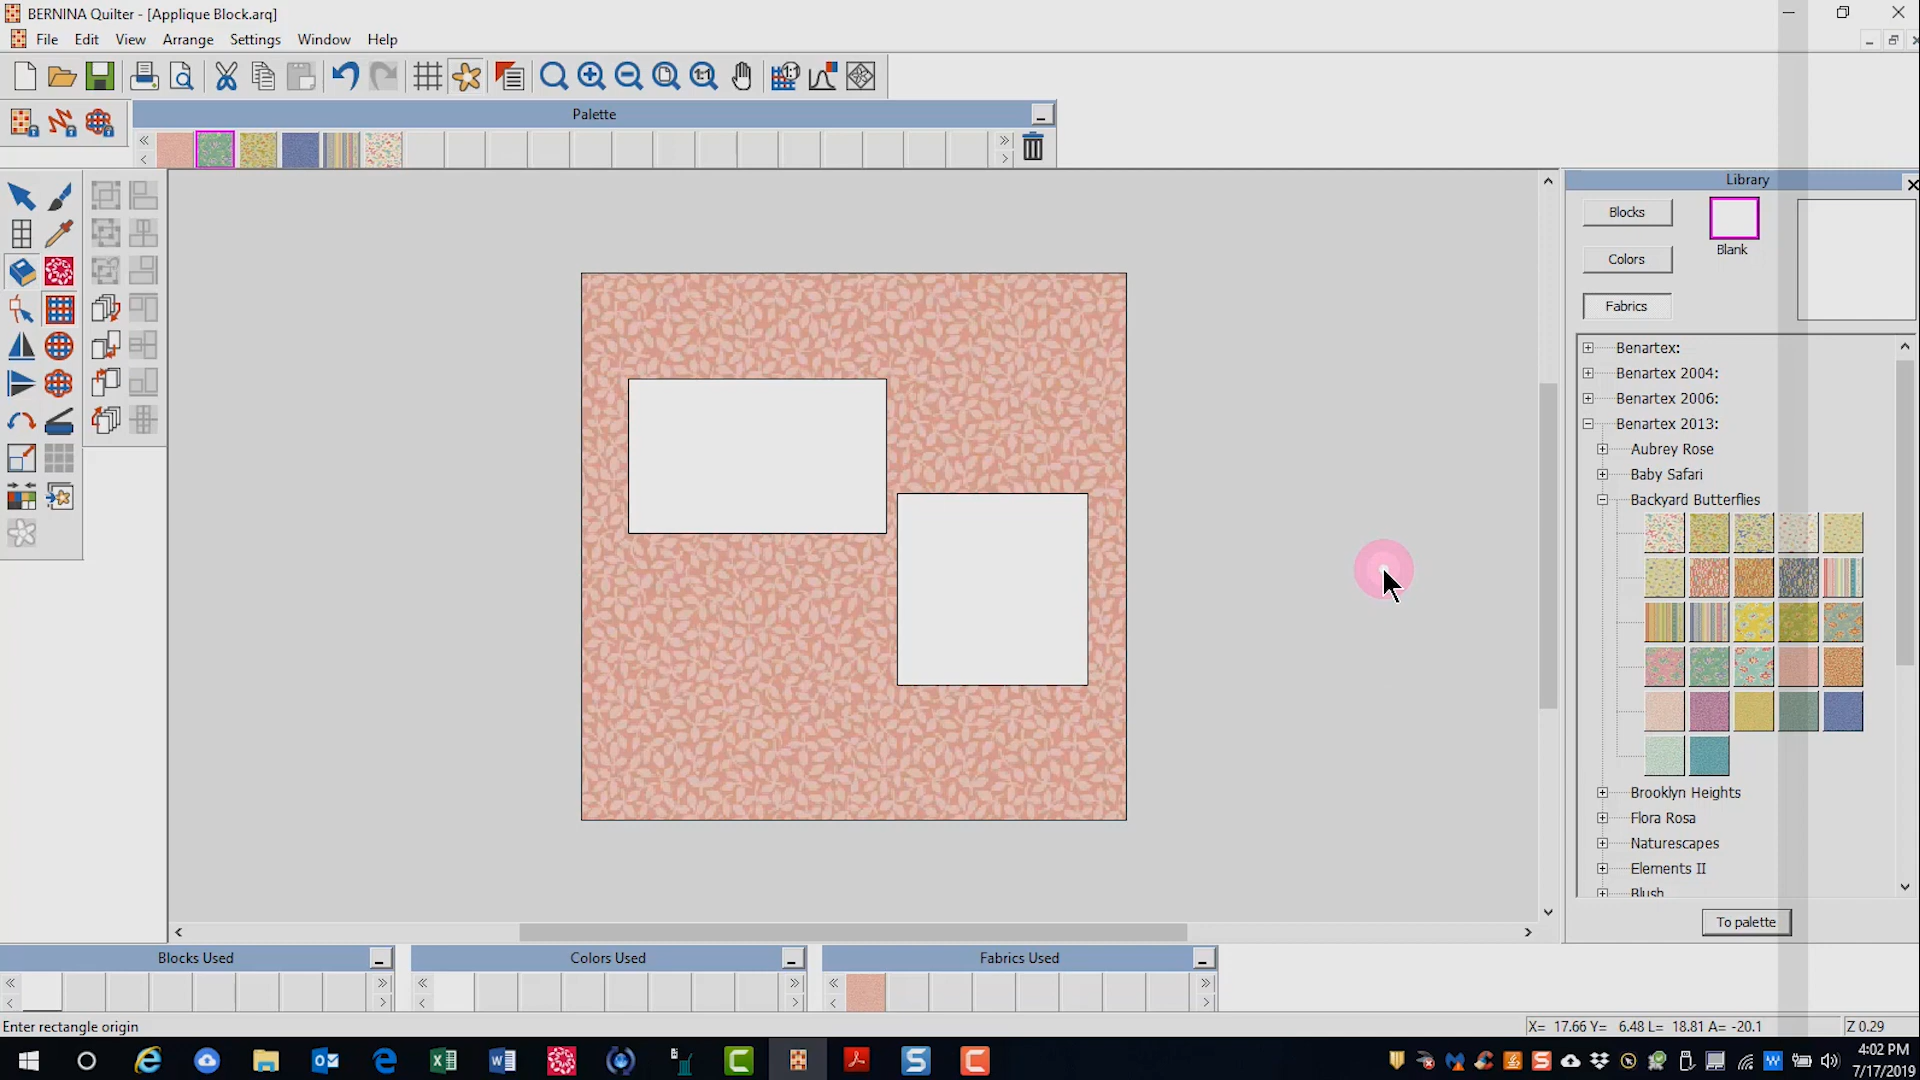 BERNINA Quilter - [Applique Block.arq]
File Edit View Arrange Settings Window Help
1:1
Palette
Library
Blocks
Blank
Colors
Fabrics
Benartex:
Benartex 2004:
Benartex 2006:
Benartex 2013:
Aubrey Rose
Baby Safari
Backyard Butterflies
Brooklyn Heights
Flora Rosa
Naturescapes
Elements II
Blush
To palette
Blocks Used
Colors Used
Fabrics Used
Enter rectangle origin
X= 17.66 Y= 6.48 L= 18.81 A= -20.1
Z 0.29
4:02 PM
7/17/2019